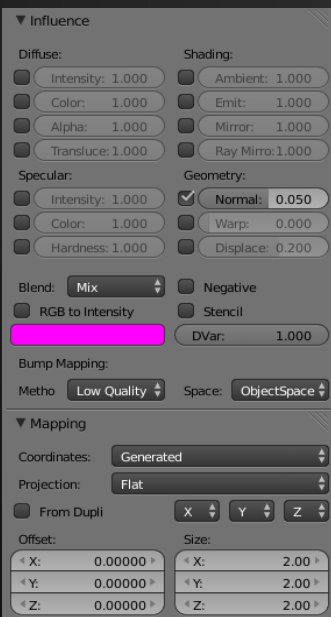 Influence
Diffuse: Shading:
Intensity: 1.000 Ambient: 1.000
Color: 1.000 Emit: 1.000
Alpha: 1.000 Mirror: 1.000
Transluce: 1.000 Ray Mirro: 1.000
Specular: Geometry:
Intensity: 1.000 Normal: 0.050
Color: 1.000 Warp: 0.000
Hardness: 1.000 Displace: 0.200
Blend: Mix Negative
RGB to Intensity Stencil
DVar: 1.000
Bump Mapping:
Metho Low Quality Space: ObjectSpace
Mapping
Coordinates: Generated
Projection: Flat
From Dupli X Y Z
Offset: Size:
X: 0.00000 X: 2.00
Y: 0.00000 Y: 2.00
Z: 0.00000 Z: 2.00